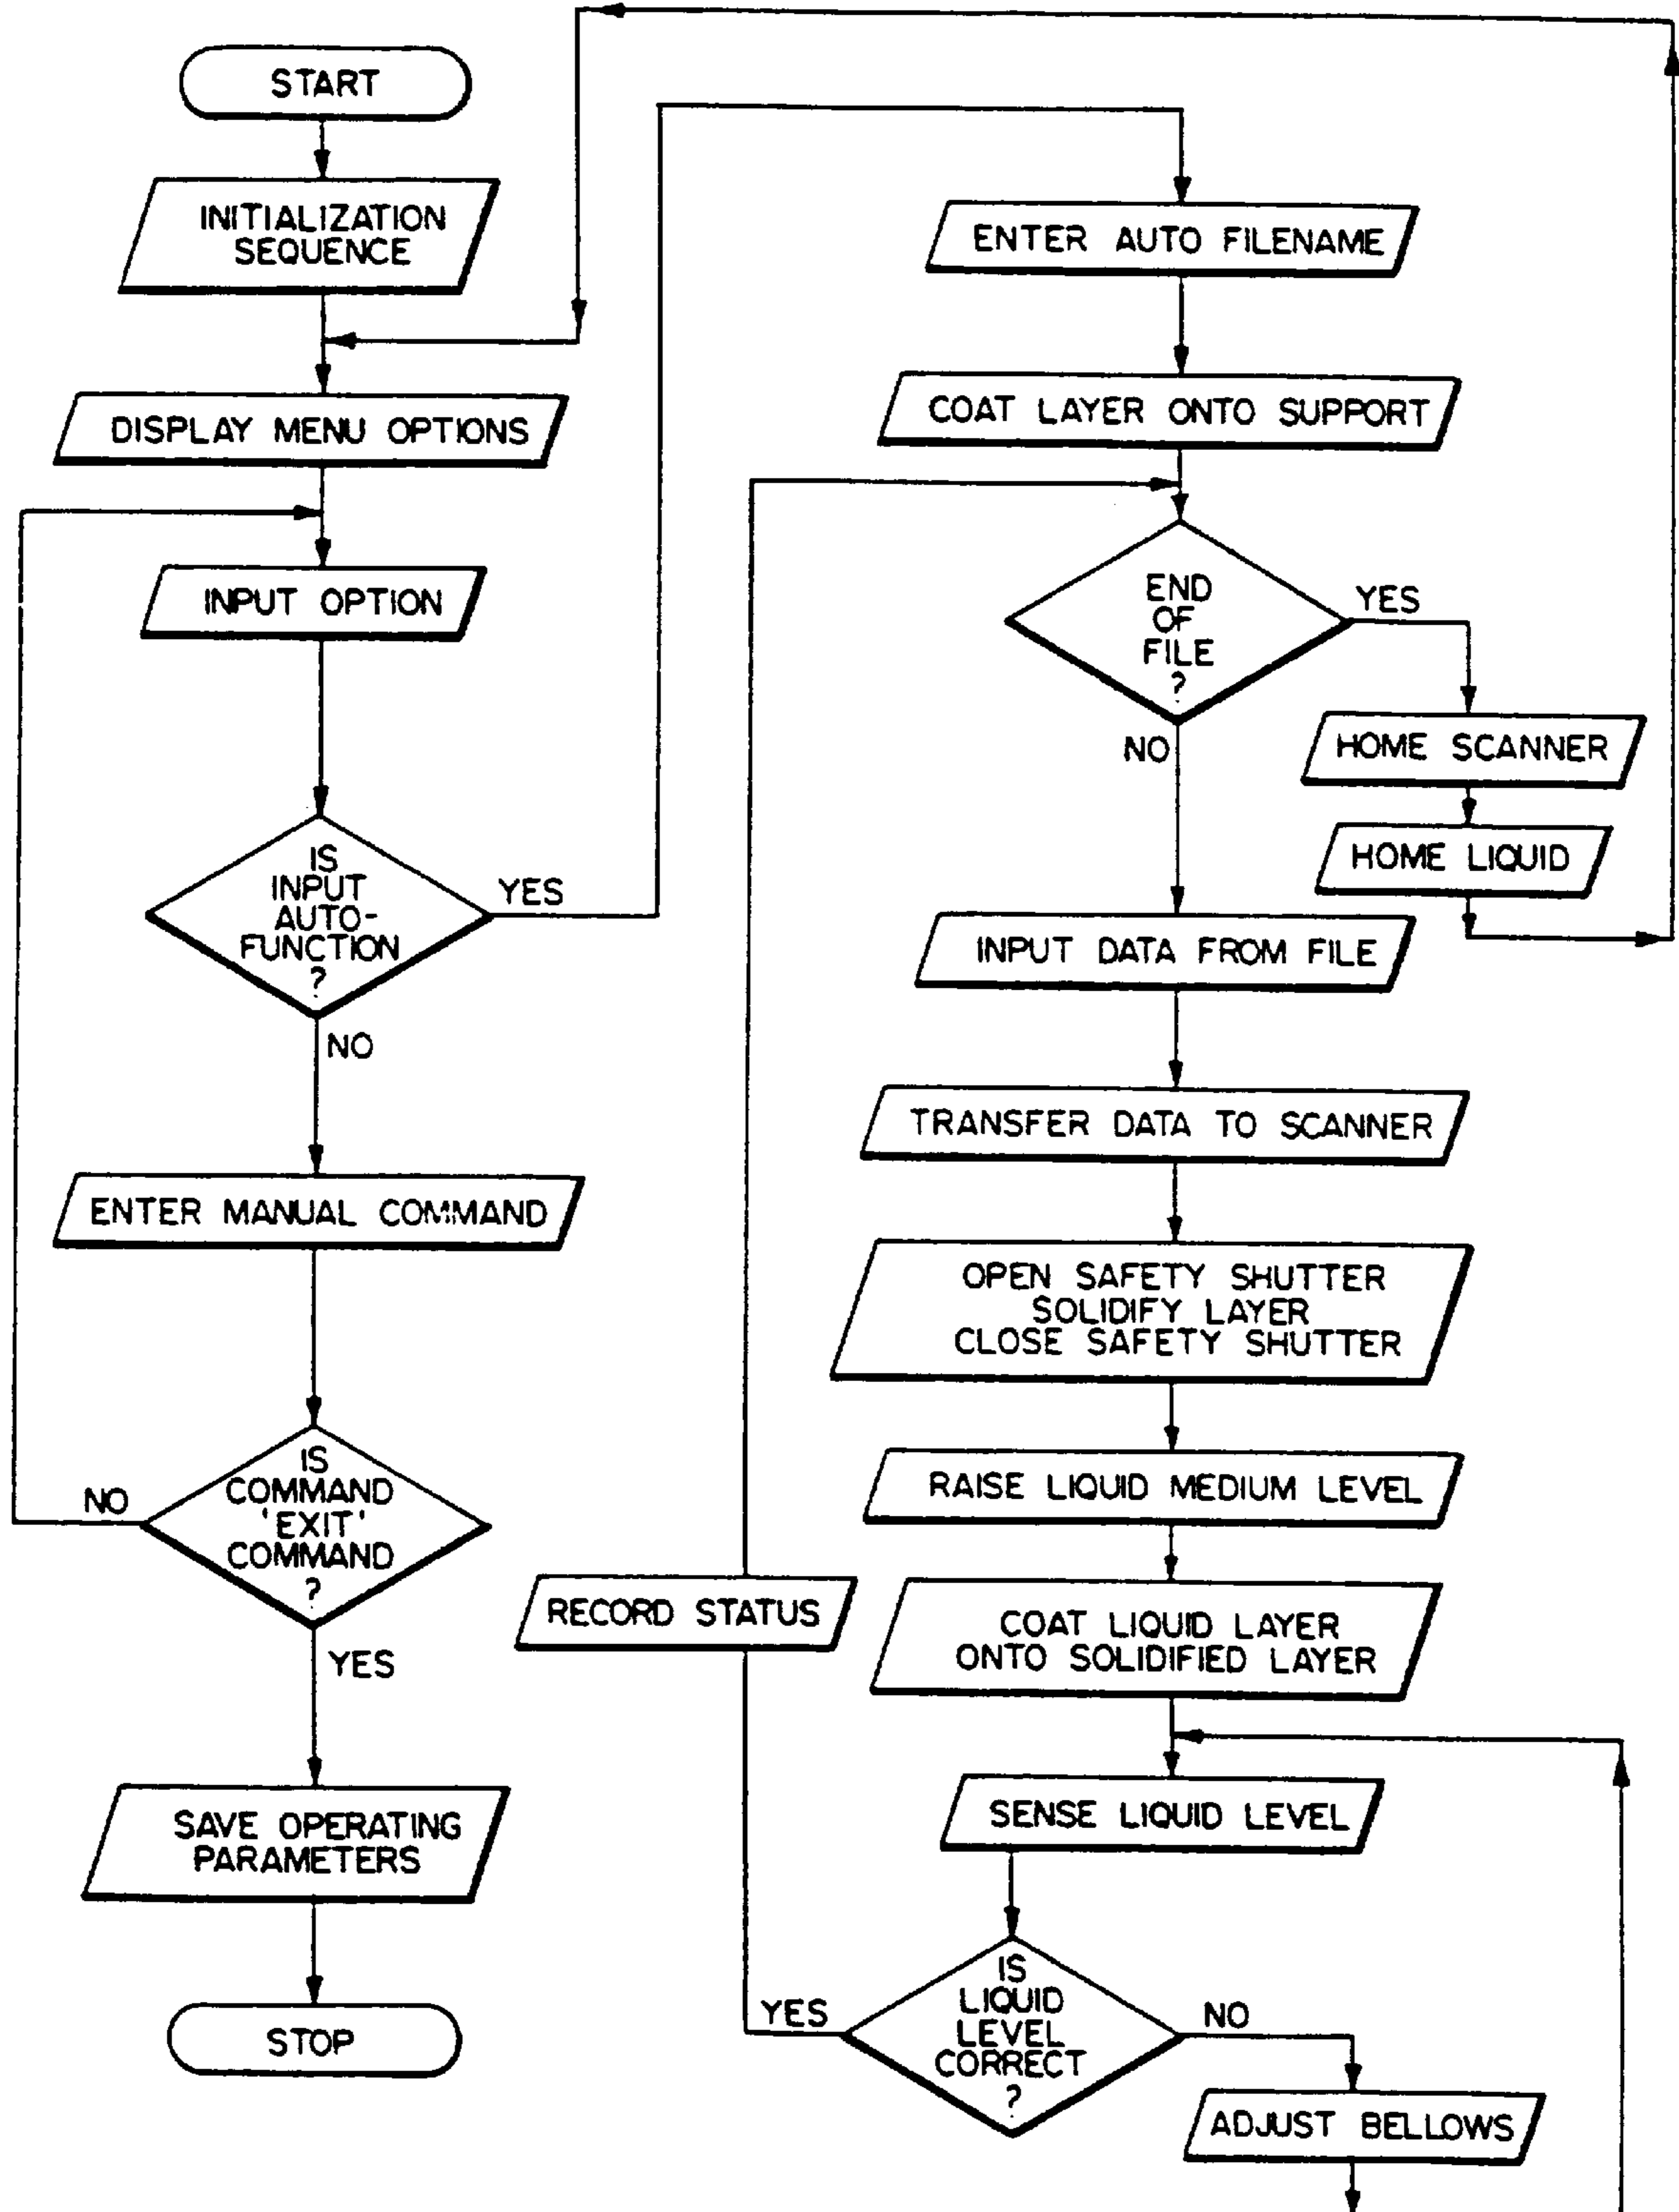 START
INITIALIZATION
SEQUENCE
DISPLAY MENU OPTIONS
INPUT OPTION
IS
INPUT
AUTO-
FUNCTION
?
YES
NO
ENTER MANUAL COMMAND
IS
COMMAND
'EXIT'
COMMAND
?
NO
YES
SAVE OPERATING
PARAMETERS
STOP
ENTER AUTO FILENAME
COAT LAYER ONTO SUPPORT
END
OF
FILE
?
YES
NO
HOME SCANNER
HOME LIQUID
INPUT DATA FROM FILE
TRANSFER DATA TO SCANNER
OPEN SAFETY SHUTTER
SOLIDIFY LAYER
CLOSE SAFETY SHUTTER
RAISE LIQUID MEDIUM LEVEL
COAT LIQUID LAYER
ONTO SOLIDIFIED LAYER
RECORD STATUS
SENSE LIQUID LEVEL
IS
LIQUID
LEVEL
CORRECT
?
YES
NO
ADJUST BELLOWS